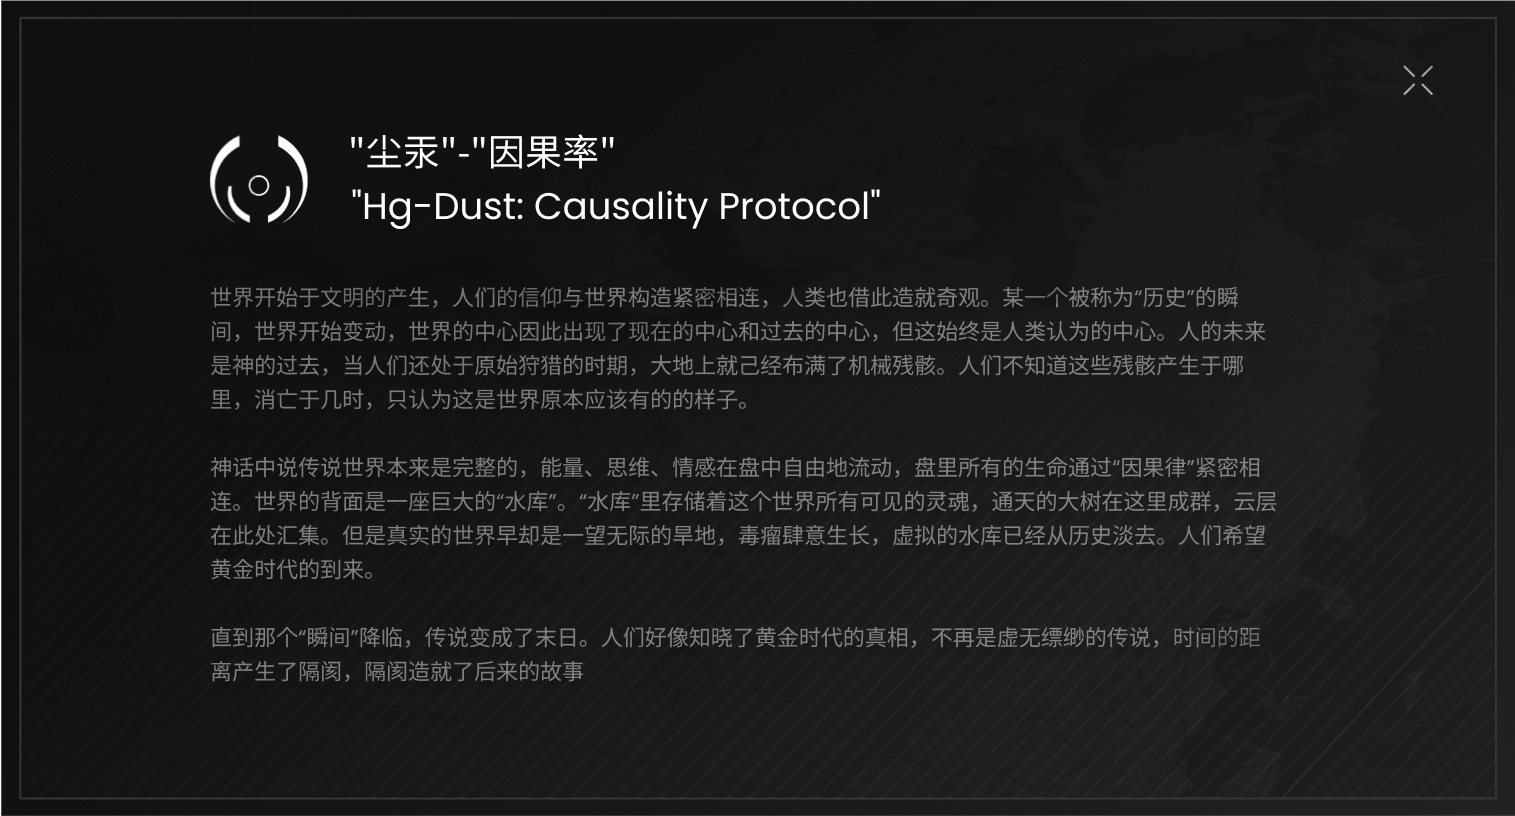 "尘汞"-"因果率"
"Hg-Dust: Causality Protocol"
世界开始于文明的产生，人们的信仰与世界构造紧密相连，人类也借此造就奇观。某一个被称为“历史”的瞬
间，世界开始变动，世界的中心因此出现了现在的中心和过去的中心，但这始终是人类认为的中心。人的未来
是神的过去，当人们还处于原始狩猎的时期，大地上就己经布满了机械残骸。人们不知道这些残骸产生于哪
里，消亡于几时，只认为这是世界原本应该有的的样子。
神话中说传说世界本来是完整的，能量、思维、情感在盘中自由地流动，盘里所有的生命通过“因果律”紧密相
连。世界的背面是一座巨大的“水库”。“水库”里存储着这个世界所有可见的灵魂，通天的大树在这里成群，云层
在此处汇集。但是真实的世界早却是一望无际的旱地，毒瘤肆意生长，虚拟的水库已经从历史淡去。人们希望
黄金时代的到来。
直到那个“瞬间”降临，传说变成了末日。人们好像知晓了黄金时代的真相，不再是虚无缥缈的传说，时间的距
离产生了隔阂，隔阂造就了后来的故事